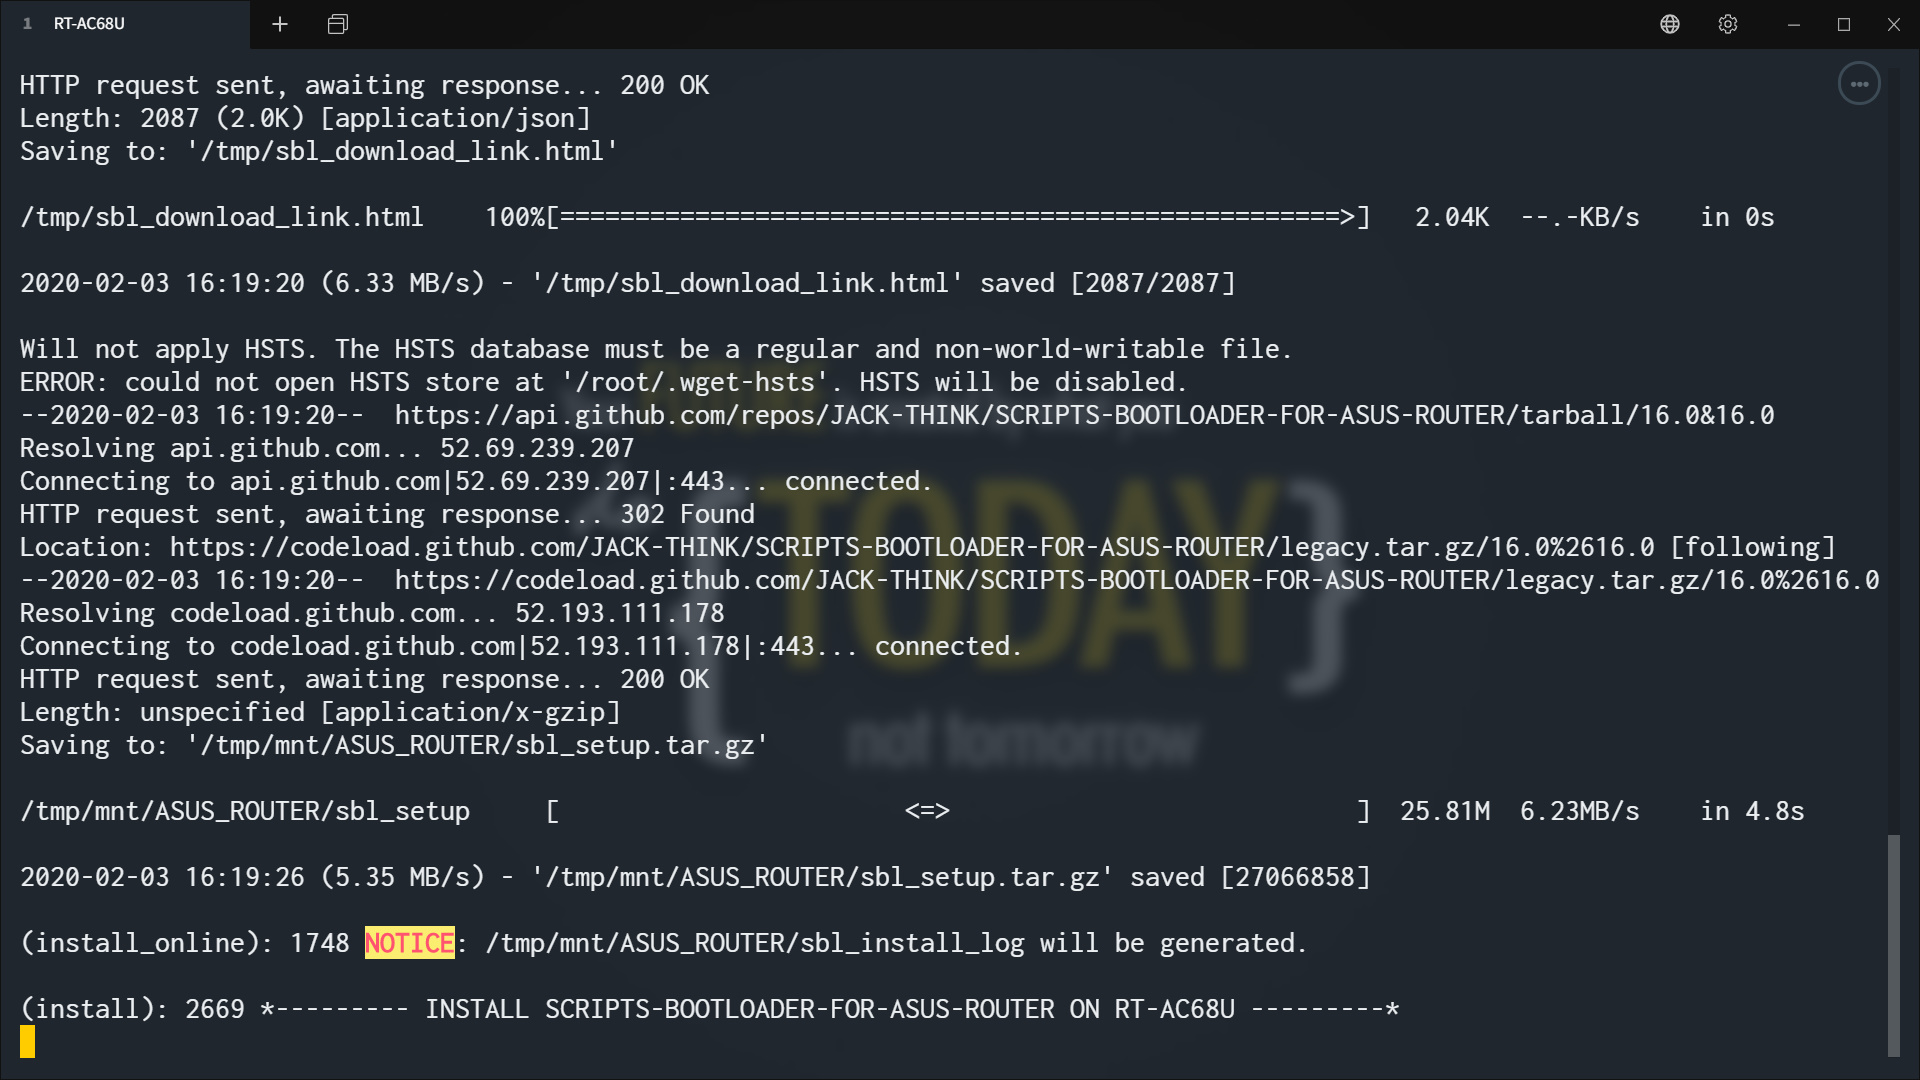 1 RT-AC68U
HTTP request sent, awaiting response... 200 OK
Length: 2087 (2.0K) [application/json]
Saving to: '/tmp/sbl_download_link.html'
/tmp/sbl_download_link.html 100%[====================================================>] 2.04K --.-KB/s in 0s
2020-02-03 16:19:20 (6.33 MB/s) - '/tmp/sbl_download_link.html' saved [2087/2087]
Will not apply HSTS. The HSTS database must be a regular and non-world-writable file.
ERROR: could not open HSTS store at '/root/.wget-hsts'. HSTS will be disabled.
--2020-02-03 16:19:20-- https://api.github.com/repos/JACK-THINK/SCRIPTS-BOOTLOADER-FOR-ASUS-ROUTER/tarball/16.0&16.0
Resolving api.github.com... 52.69.239.207
Connecting to api.github.com|52.69.239.207|:443... connected.
HTTP request sent, awaiting response... 302 Found
Location: https://codeload.github.com/JACK-THINK/SCRIPTS-BOOTLOADER-FOR-ASUS-ROUTER/legacy.tar.gz/16.0%2616.0 [following]
--2020-02-03 16:19:20-- https://codeload.github.com/JACK-THINK/SCRIPTS-BOOTLOADER-FOR-ASUS-ROUTER/legacy.tar.gz/16.0%2616.0
Resolving codeload.github.com... 52.193.111.178
Connecting to codeload.github.com|52.193.111.178|:443... connected.
HTTP request sent, awaiting response... 200 OK
Length: unspecified [application/x-gzip]
Saving to: '/tmp/mnt/ASUS_ROUTER/sbl_setup.tar.gz'
/tmp/mnt/ASUS_ROUTER/sbl_setup [ <=> ] 25.81M 6.23MB/s in 4.8s
2020-02-03 16:19:26 (5.35 MB/s) - '/tmp/mnt/ASUS_ROUTER/sbl_setup.tar.gz' saved [27066858]
(install_online): 1748 NOTICE: /tmp/mnt/ASUS_ROUTER/sbl_install_log will be generated.
(install): 2669 *--------- INSTALL SCRIPTS-BOOTLOADER-FOR-ASUS-ROUTER ON RT-AC68U ---------*
{TODAY}
not tomorrow